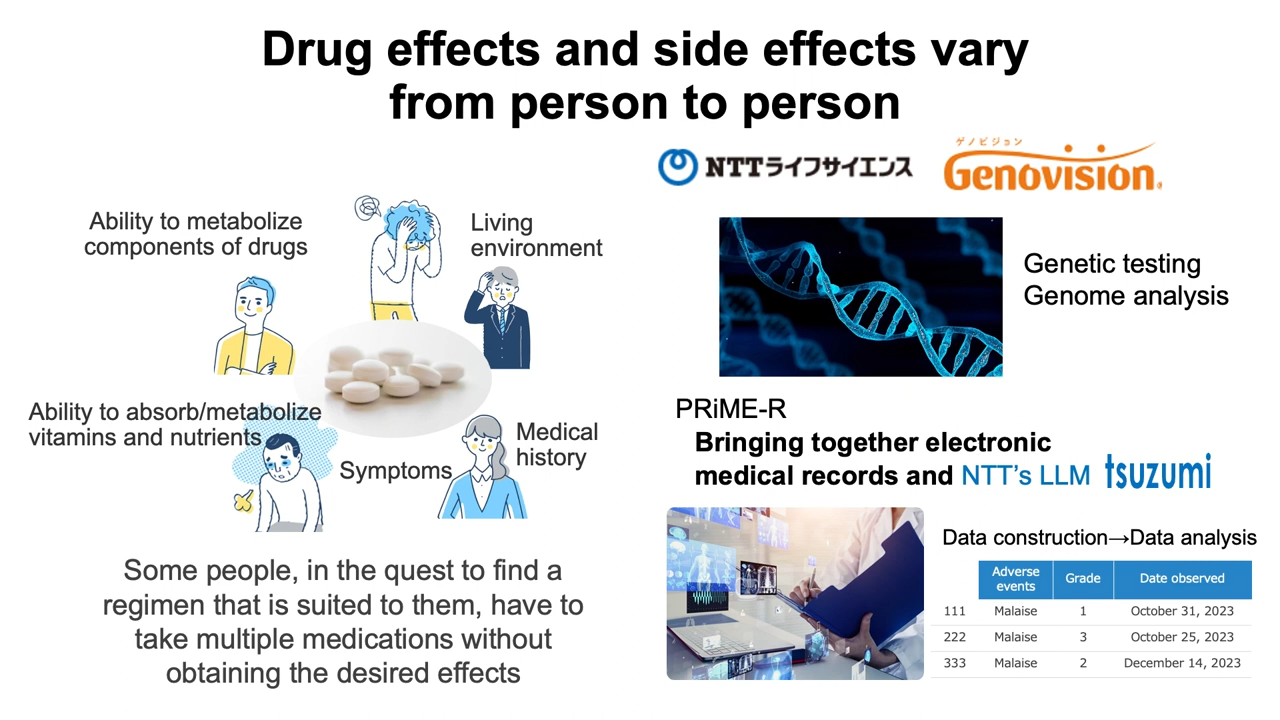 Drug effects and side effects vary
from person to person
Ability to metabolize
components of drugs
Living
environment
Ability to absorb/metabolize
vitamins and nutrients
Symptoms
Medical
history
Some people, in the quest to find a
regimen that is suited to them, have to
take multiple medications without
obtaining the desired effects
NTTライフサイエンス
ゲノビジョン
Genovision®
Genetic testing
Genome analysis
PRiME-R
Bringing together electronic
medical records and NTT’s LLM tsuzumi
Data construction→Data analysis
Adverse events Grade Date observed
111 Malaise 1 October 31, 2023
222 Malaise 3 October 25, 2023
333 Malaise 2 December 14, 2023